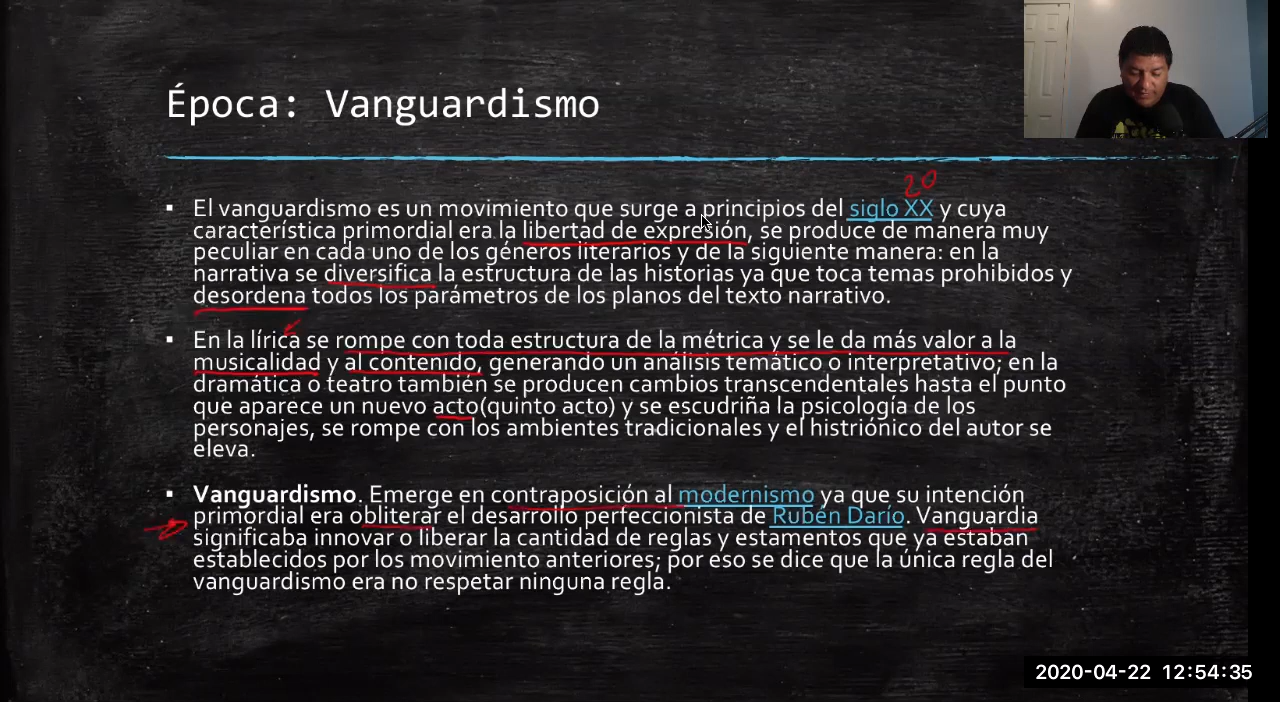 Época: Vanguardismo
20
▪ El vanguardismo es un movimiento que surge a principios del siglo XX y cuya
característica primordial era la libertad de expresión, se produce de manera muy
peculiar en cada uno de los géneros literarios y de la siguiente manera: en la
narrativa se diversifica la estructura de las historias ya que toca temas prohibidos y
desordena todos los parámetros de los planos del texto narrativo.
▪ En la lírica se rompe con toda estructura de la métrica y se le da más valor a la
musicalidad y al contenido, generando un análisis temático o interpretativo; en la
dramática o teatro también se producen cambios transcendentales hasta el punto
que aparece un nuevo acto(quinto acto) y se escudriña la psicología de los
personajes, se rompe con los ambientes tradicionales y el histriónico del autor se
eleva.
▪ Vanguardismo. Emerge en contraposición al modernismo ya que su intención
primordial era obliterar el desarrollo perfeccionista de Rubén Darío. Vanguardia
significaba innovar o liberar la cantidad de reglas y estamentos que ya estaban
establecidos por los movimiento anteriores; por eso se dice que la única regla del
vanguardismo era no respetar ninguna regla.
2020-04-22 12:54:35